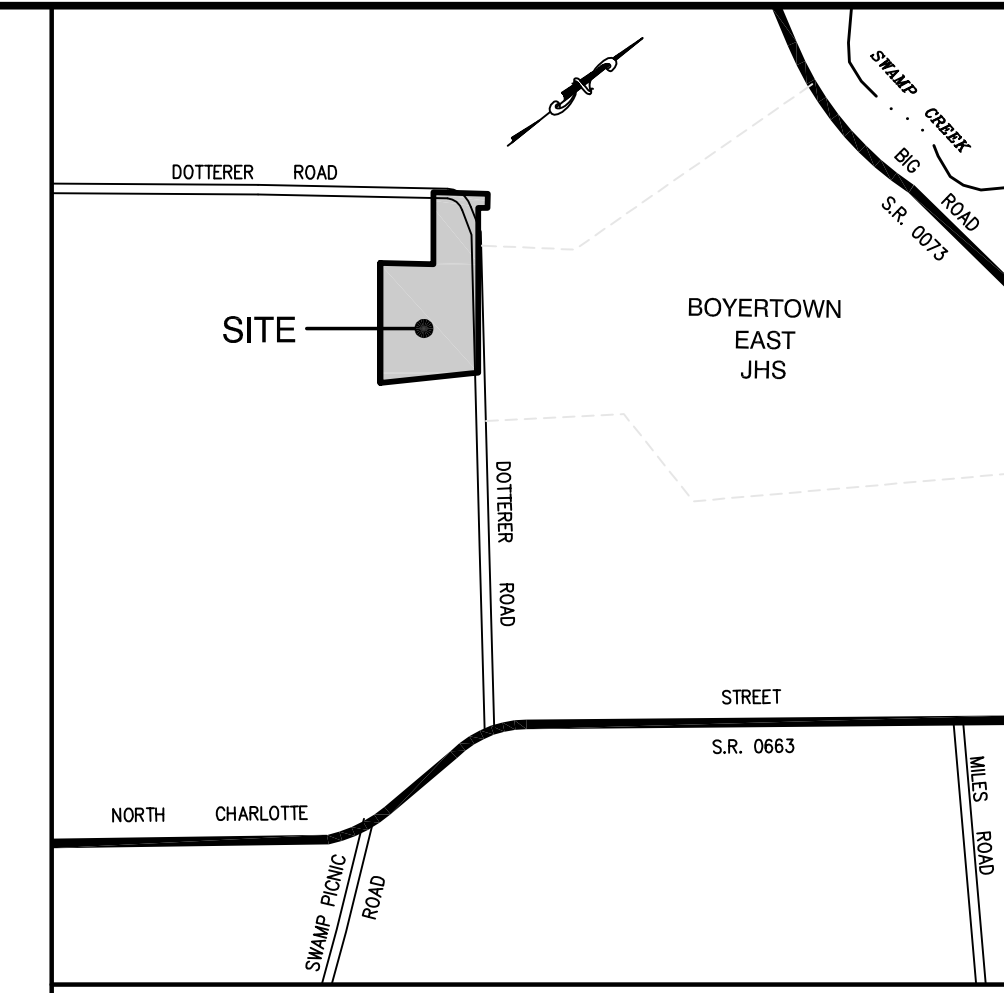 SWAMP CREEK
BIG ROAD
S.R. 0073
DOTTERER ROAD
SITE
BOYERTOWN
EAST
JHS
DOTTERER ROAD
STREET
S.R. 0663
NORTH CHARLOTTE
MILES ROAD
SWAMP PICNIC
ROAD